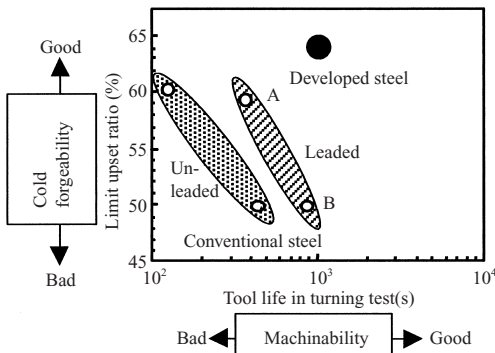 Good
Cold
forgeability
Bad
Limit upset ratio (%)
65
60
55
50
45
A
Developed steel
Un-
leaded
Leaded
B
Conventional steel
10²
10³
10⁴
Tool life in turning test(s)
Bad
Machinability
Good